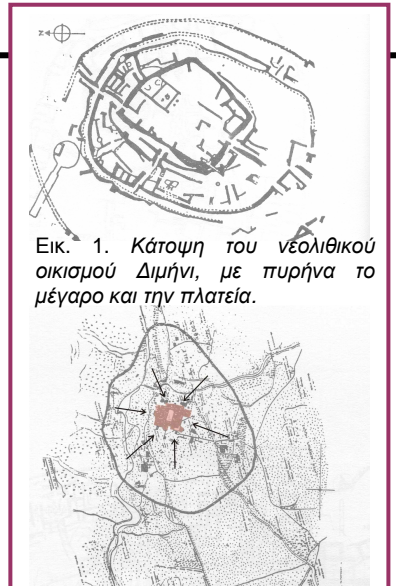 Εικ. 1. Κάτοψη του νεολιθικού
οικισμού Διμήνι, με πυρήνα το
μέγαρο και την πλατεία.